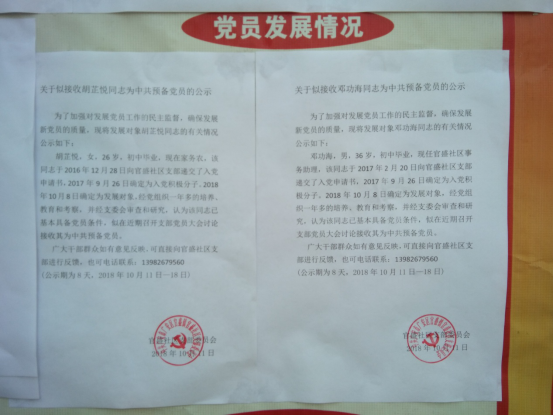 党员发展情况
关于似接收胡芷悦同志为中共预备党员的公示
为了加强对发展党员工作的民主监督，确保发展
新党员的质量，现将发展对象胡芷悦同志的有关情况
公示如下：
胡芷悦，女，26岁，初中毕业，现在家务农，该
同志于2016年12月28日向官盛社区支部递交了入党
申请书，2017年9月26日确定为入党积极分子，2018
年10月8日确定为发展对象，经党组织一年多的培养、
教育和考察，并经支委会审查和研究，认为该同志已
基本具备党员条件，似在近期召开支部党员大会讨论
接收其为中共预备党员。
广大干部群众如有意见反映，可直接向官盛社区支
部进行反馈，也可电话联系：13982679560
(公示期为8天，2018年10月11日—18日)
2018年10月11日
关于似接收邓动海同志为中共预备党员的公示
为了加强对发展党员工作的民主监督，确保发展
新党员的质量，现将发展对象邓动海同志的有关情况
公示如下：
邓动海，男，36岁，初中毕业，现任官盛社区事
务助理，该同志于2017年2月20日向官盛社区支部
递交了入党申请书，2017年9月26日确定为入党积
极分子，2018年10月8日确定为发展对象，经党组
织一年多的培养、教育和考察，并经支委会审查和研
究，认为该同志已基本具备党员条件，似在近期召开
支部党员大会讨论接收其为中共预备党员。
广大干部群众如有意见反映，可直接向官盛社区
支部进行反馈，也可电话联系：13982679560
(公示期为8天，2018年10月11日—18日)
2018年10月11日